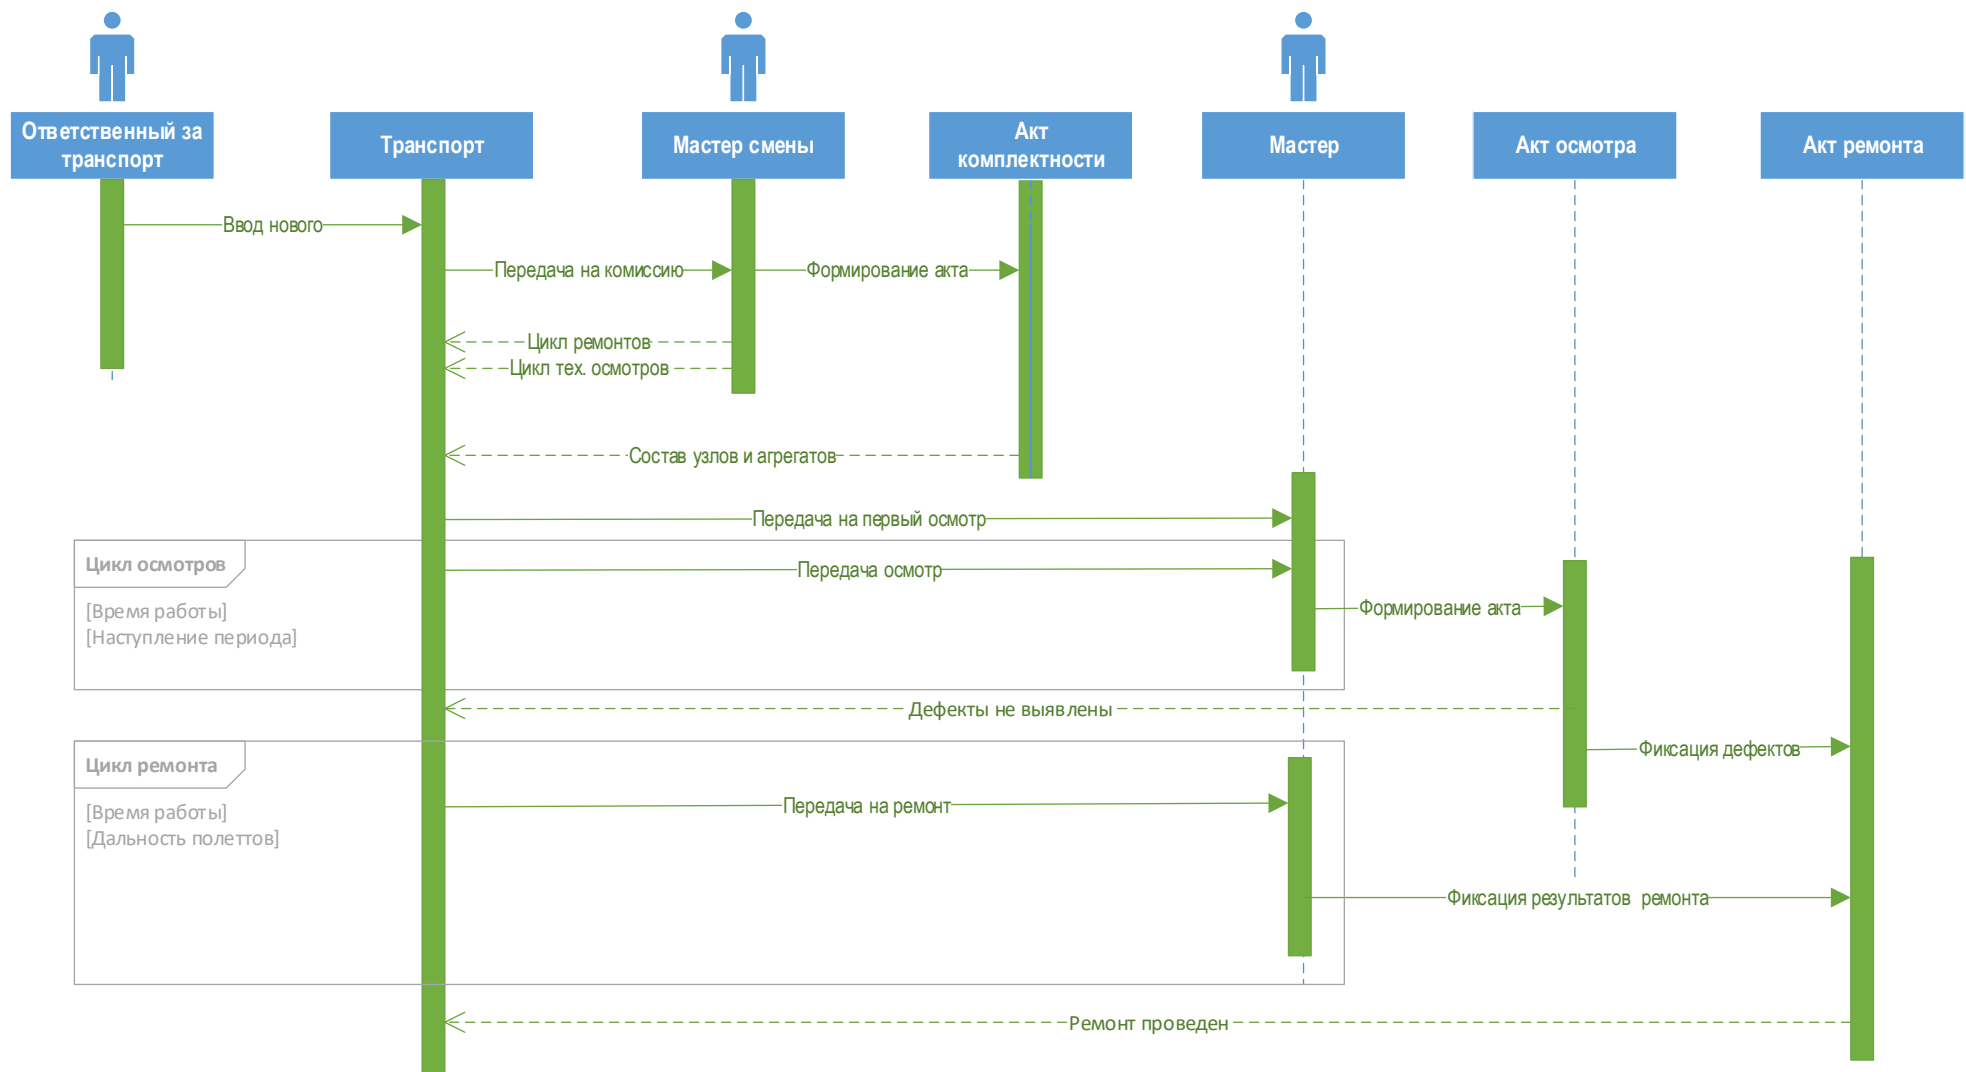 Ответственный за
транспорт
Транспорт
Мастер смены
Акт
комплектности
Мастер
Акт осмотра
Акт ремонта
Ввод нового
Передача на комиссию
Формирование акта
Цикл ремонтов
Цикл тех. осмотров
Состав узлов и агрегатов
Передача на первый осмотр
Цикл осмотров
Передача осмотр
[Время работы]
Формирование акта
[Наступление периода]
Дефекты не выявлены
Фиксация дефектов
Цикл ремонта
[Время работы]
Передача на ремонт
[Дальность полеттов]
Фиксация результатов  ремонта
Ремонт проведен